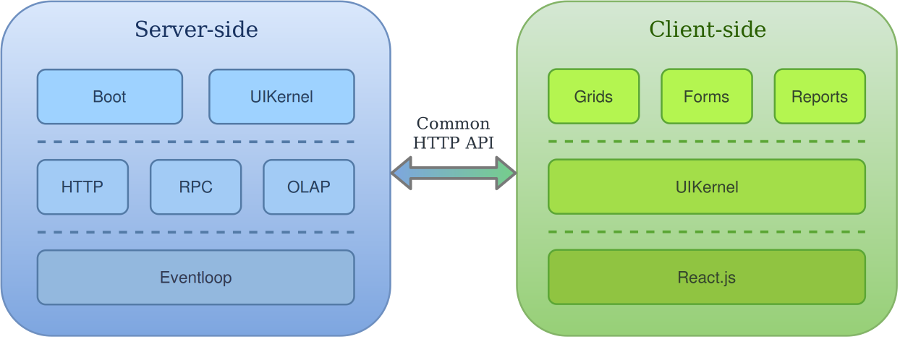 Server-side
Boot
UIKernel
HTTP
RPC
OLAP
Eventloop
Common
HTTP API
Client-side
Grids
Forms
Reports
UIKernel
React.js